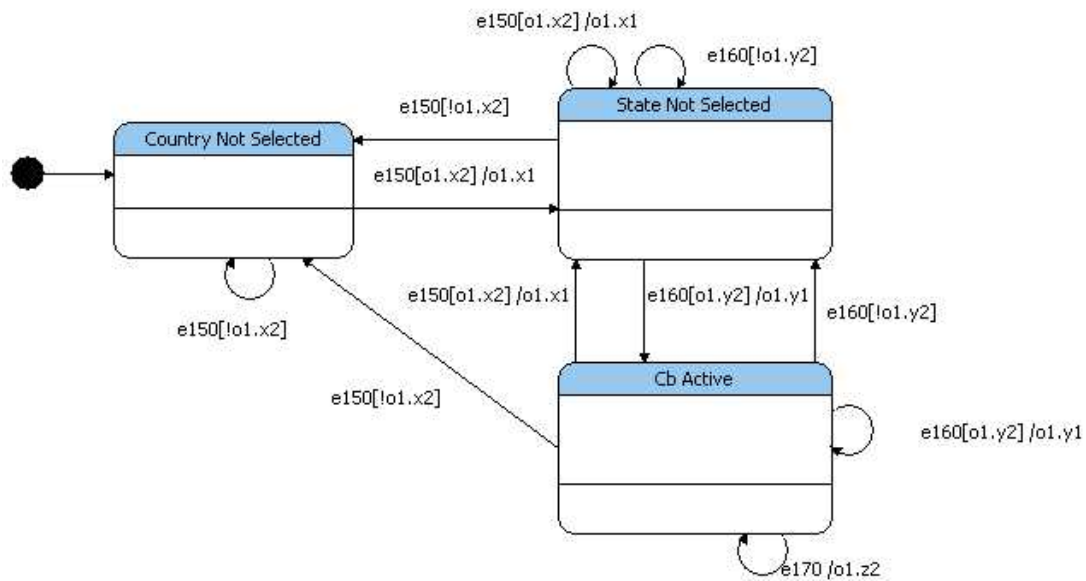 e150[o1.x2] /o1.x1
e160[!o1.y2]
State Not Selected
e150[!o1.x2]
Country Not Selected
e150[o1.x2] /o1.x1
e150[o1.x2] /o1.x1
e160[o1.y2] /o1.y1
e160[!o1.y2]
e150[!o1.x2]
Cb Active
e150[!o1.x2]
e160[o1.y2] /o1.y1
e170 /o1.z2